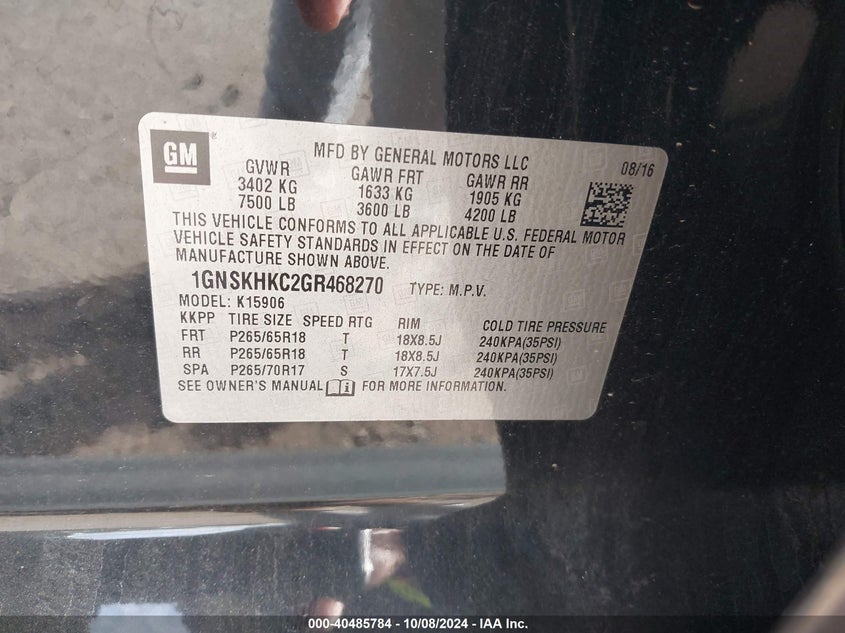 GM ®
MFD BY GENERAL MOTORS LLC 08/16
GVWR GAWR FRT GAWR RR
3402 KG 1633 KG 1905 KG
7500 LB 3600 LB 4200 LB
THIS VEHICLE CONFORMS TO ALL APPLICABLE U.S. FEDERAL MOTOR
VEHICLE SAFETY STANDARDS IN EFFECT ON THE DATE OF
MANUFACTURE SHOWN ABOVE.
1GNSKHKC2GR468270 TYPE: M.P.V.
MODEL: K15906
KKPP TIRE SIZE SPEED RTG RIM COLD TIRE PRESSURE
FRT P265/65R18 T 18X8.5J 240KPA(35PSI)
RR P265/65R18 T 18X8.5J 240KPA(35PSI)
SPA P265/70R17 S 17X7.5J 240KPA(35PSI)
SEE OWNER'S MANUAL FOR MORE INFORMATION.
000-40485784 - 10/08/2024 - IAA Inc.